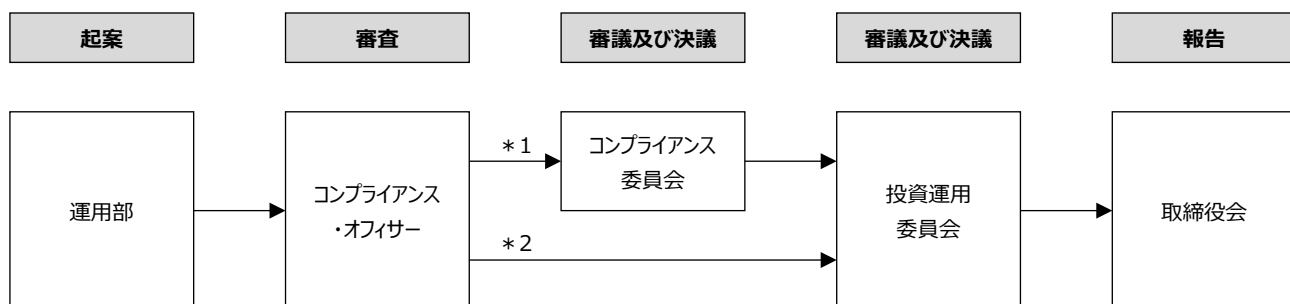 起案
審査
審議及び決議
審議及び決議
報告
運用部
コンプライアンス
・オフィサー
＊1
＊2
コンプライアンス
委員会
投資運用
委員会
取締役会